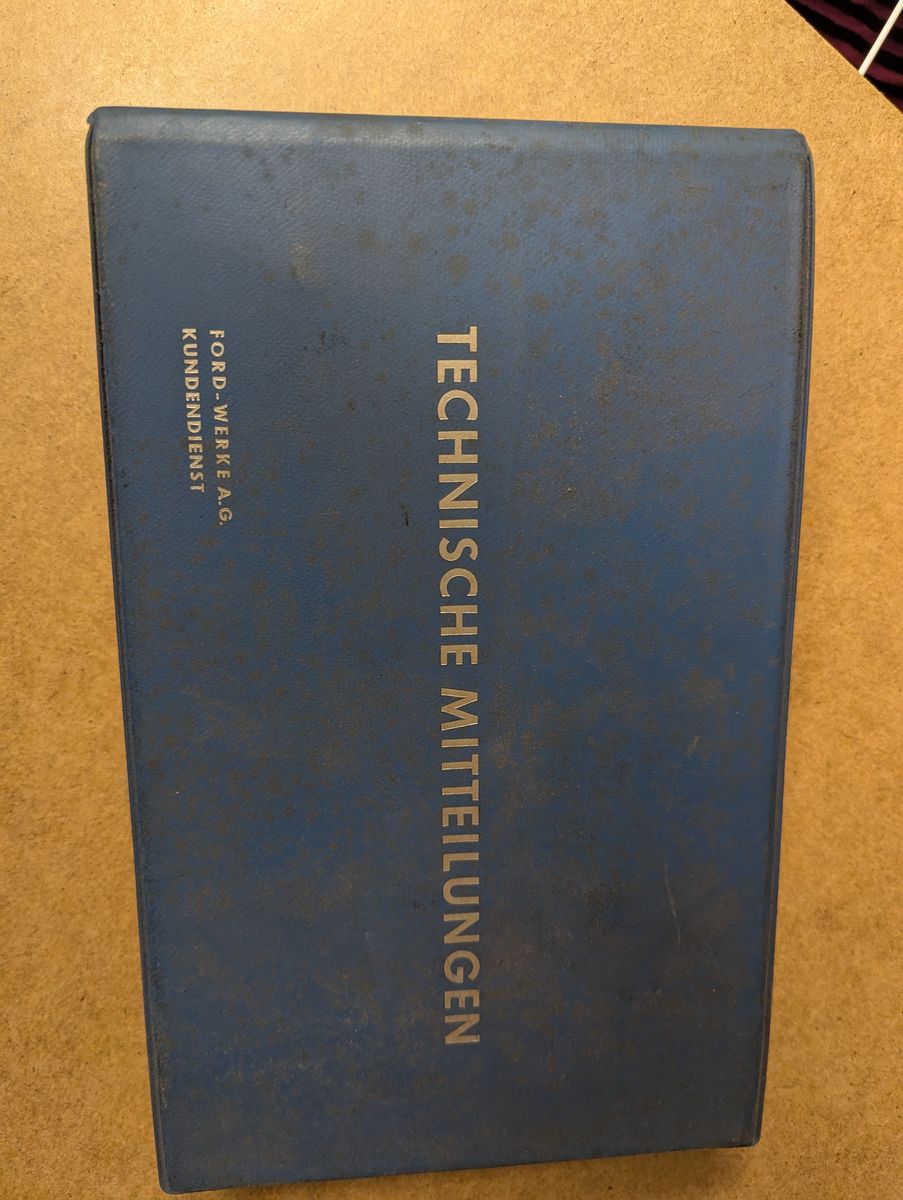 TECHNISCHE MITTEILUNGEN
FORD-WERKE A.G.
KUNDENDIENST